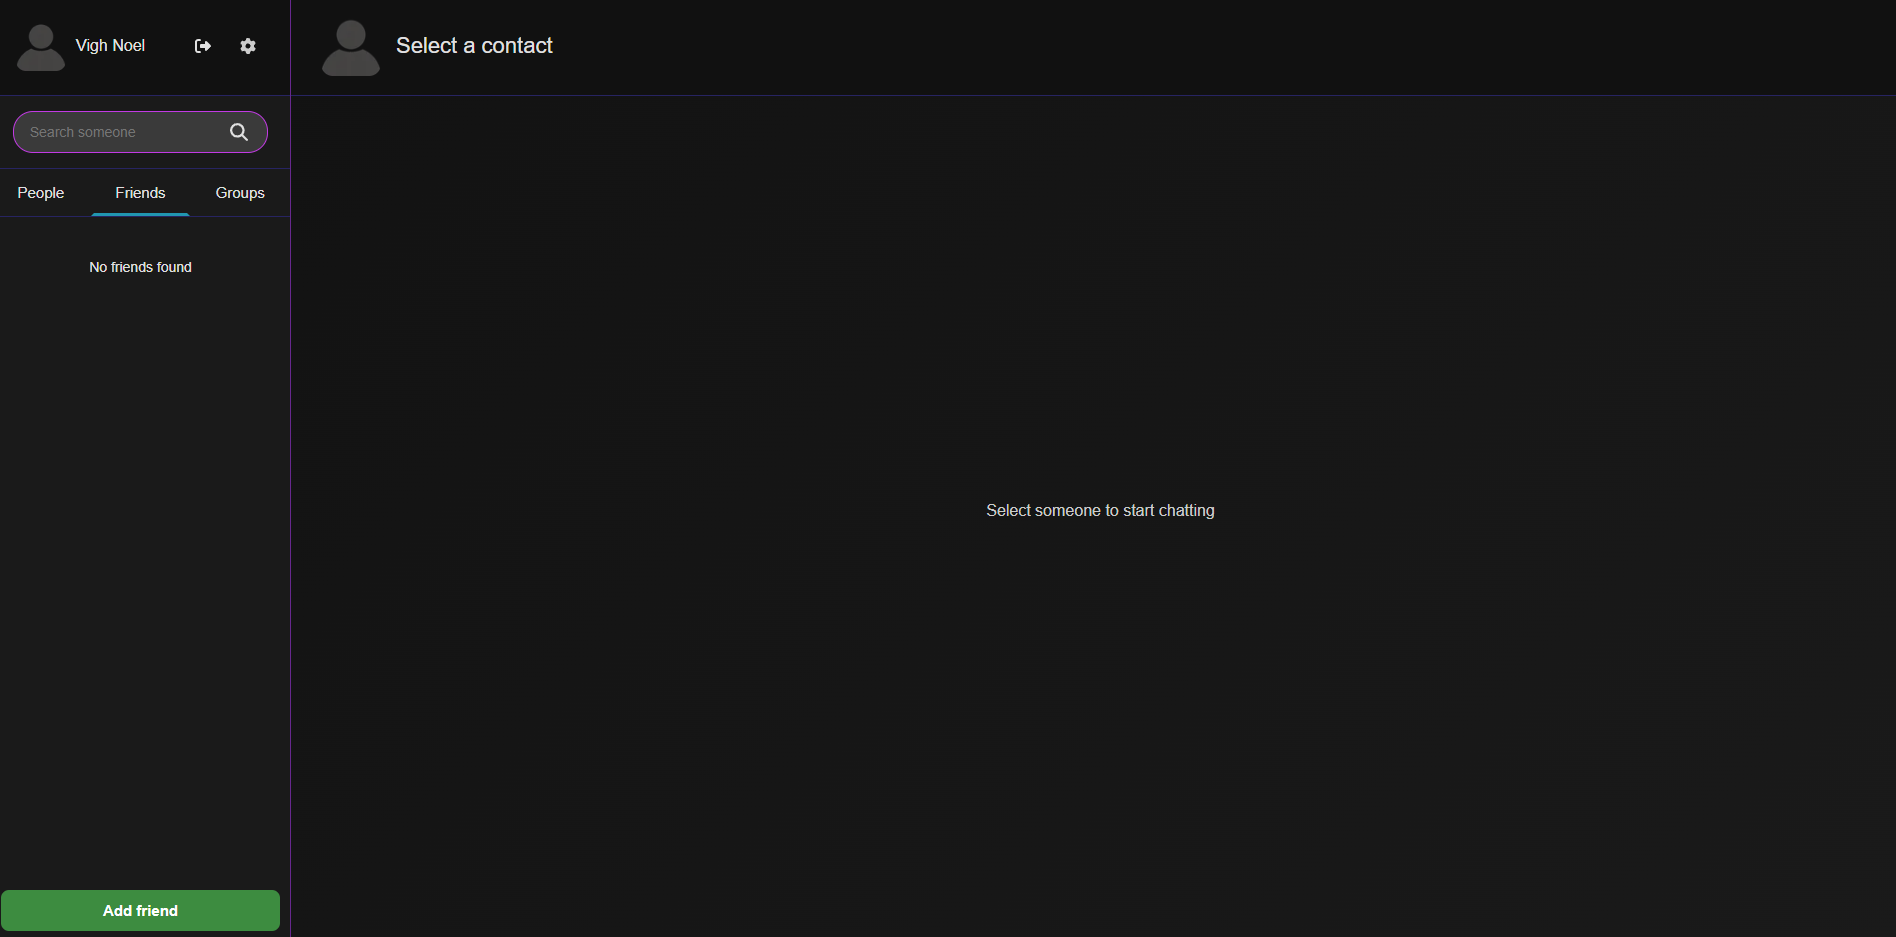 Vigh Noel
Select a contact
Search someone
People
Friends
Groups
No friends found
Select someone to start chatting
Add friend